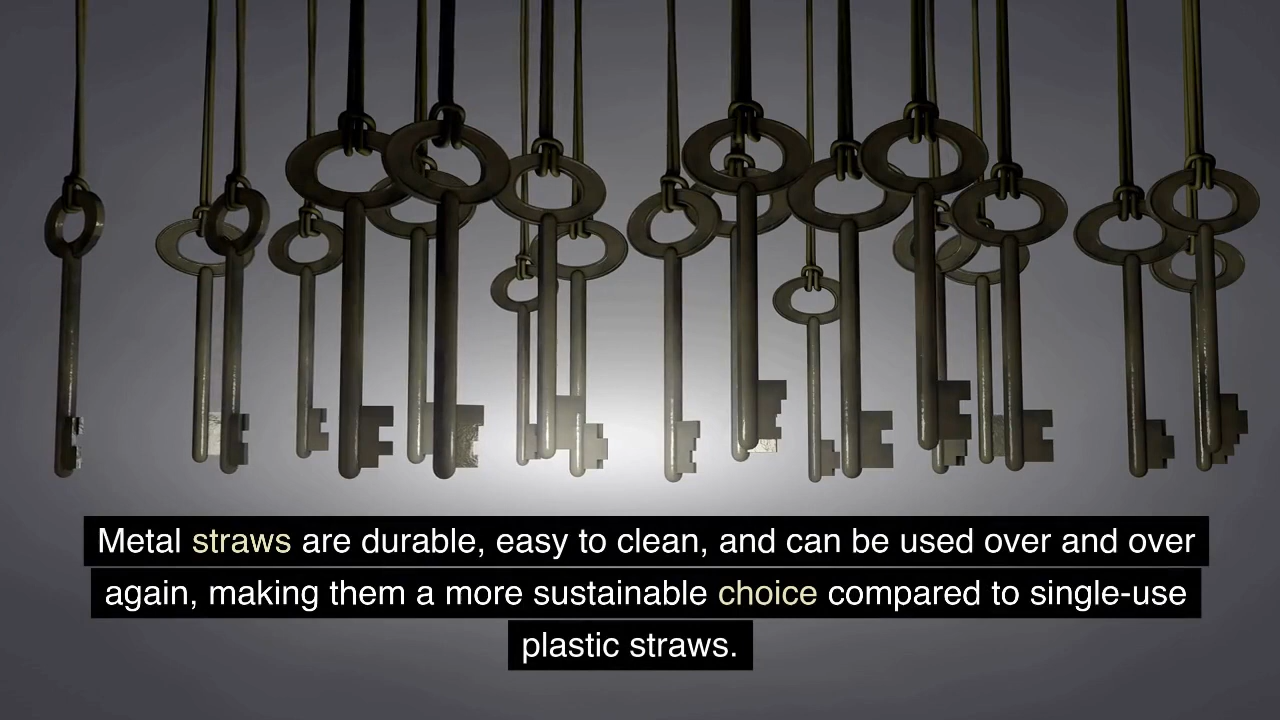 Metal straws are durable, easy to clean, and can be used over and over
again, making them a more sustainable choice compared to single-use
plastic straws.